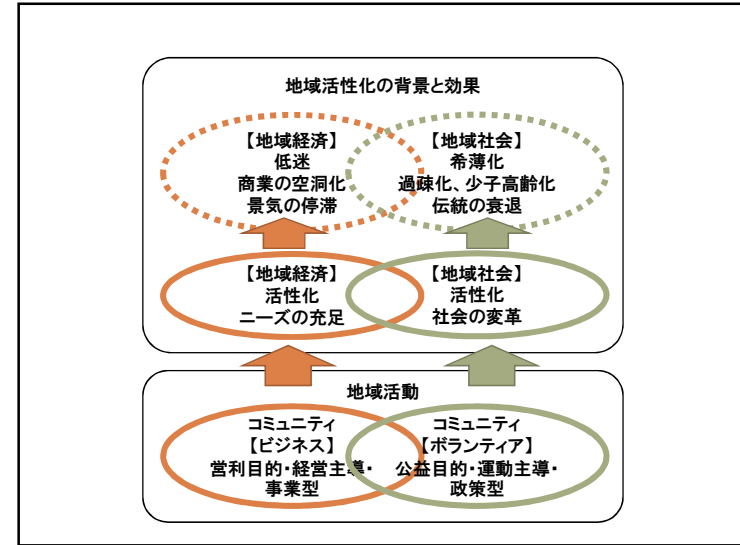 地域活性化の背景と効果
【地域経済】
低迷
商業の空洞化
景気の停滞
【地域社会】
希薄化
過疎化、少子高齢化
伝統の衰退
【地域経済】
活性化
ニーズの充足
【地域社会】
活性化
社会の変革
地域活動
コミュニティ
【ビジネス】
営利目的・経営主導・
事業型
コミュニティ
【ボランティア】
公益目的・運動主導・
政策型